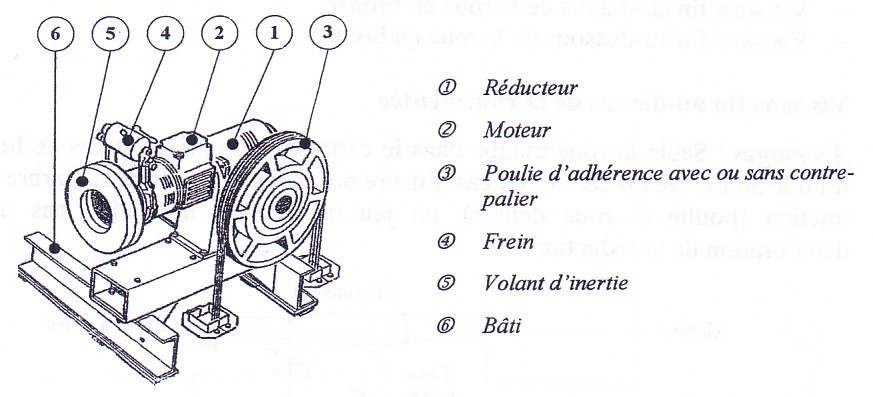 6 5 4 2 1 3
① Réducteur
② Moteur
③ Poulie d'adhérence avec ou sans contre-
palier
④ Frein
⑤ Volant d'inertie
⑥ Bâti